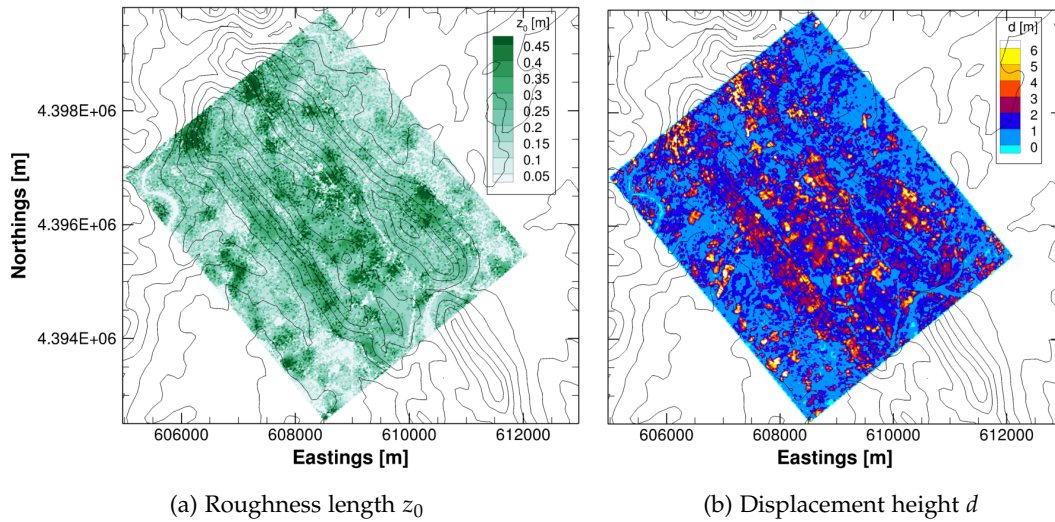 z₀ [m]
0.45
0.4
0.35
0.3
0.25
0.2
0.15
0.1
0.05
4.398E+06
4.396E+06
4.394E+06
Northings [m]
606000 608000 610000 612000
Eastings [m]
(a) Roughness length z₀
d [m]
6
5
4
3
2
1
0
606000 608000 610000 612000
Eastings [m]
(b) Displacement height d